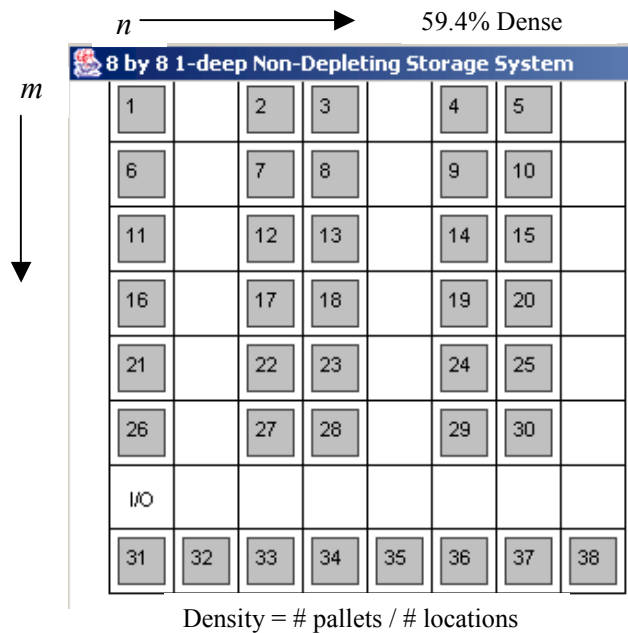 n 59.4% Dense
8 by 8 1-deep Non-Depleting Storage System
m
1 2 3 4 5
6 7 8 9 10
11 12 13 14 15
16 17 18 19 20
21 22 23 24 25
26 27 28 29 30
I/O
31 32 33 34 35 36 37 38
Density = # pallets / # locations